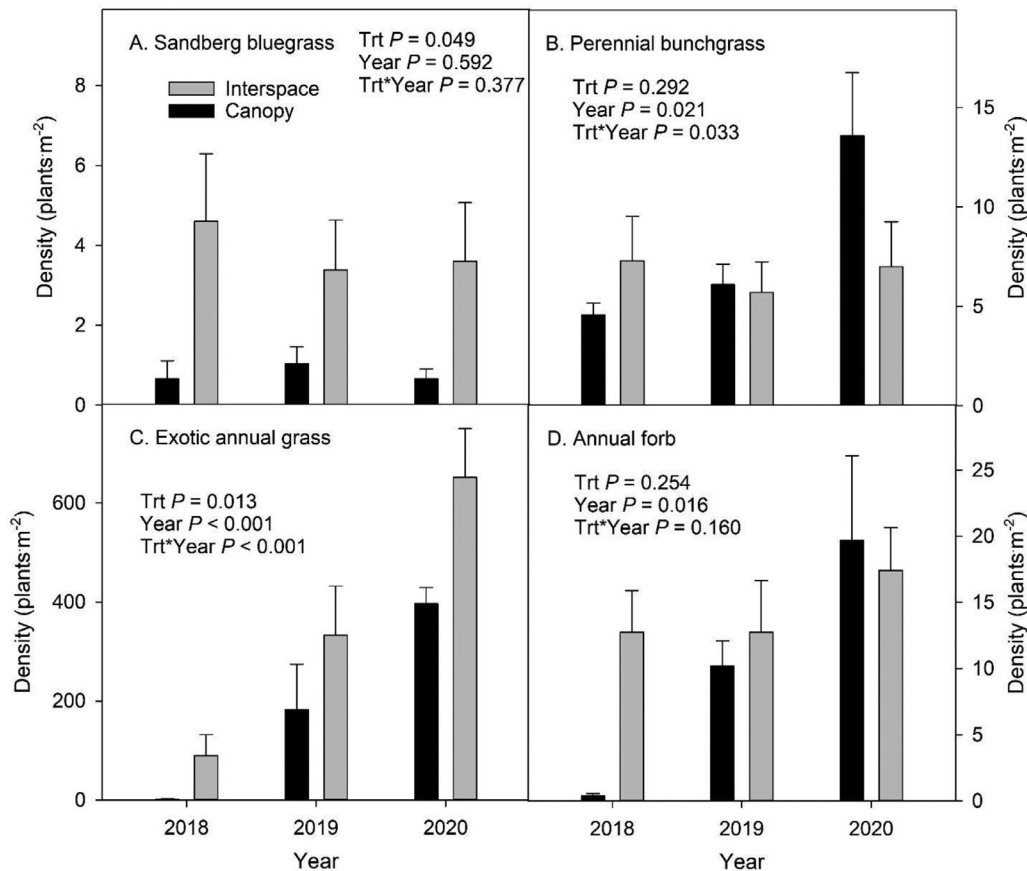 A. Sandberg bluegrass
Trt P = 0.049
Year P = 0.592
Trt*Year P = 0.377
Interspace
Canopy
Density (plants·m⁻²)
8
6
4
2
0
B. Perennial bunchgrass
Trt P = 0.292
Year P = 0.021
Trt*Year P = 0.033
Density (plants·m⁻²)
15
10
5
0
C. Exotic annual grass
Trt P = 0.013
Year P < 0.001
Trt*Year P < 0.001
Density (plants·m⁻²)
600
400
200
0
2018 2019 2020
Year
D. Annual forb
Trt P = 0.254
Year P = 0.016
Trt*Year P = 0.160
Density (plants·m⁻²)
25
20
15
10
5
0
2018 2019 2020
Year